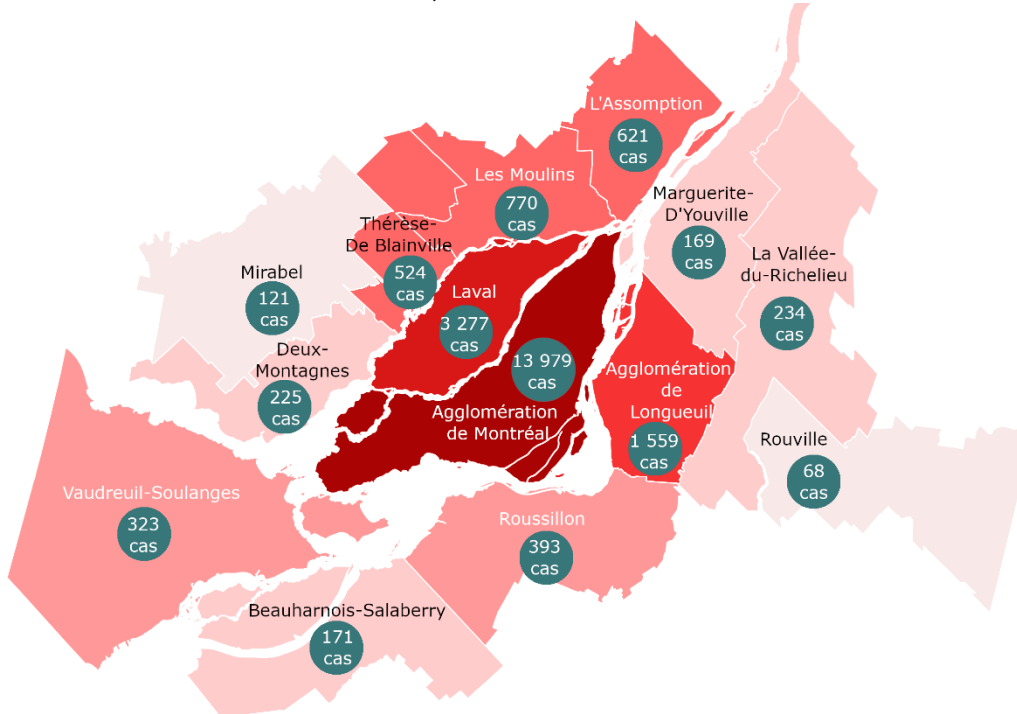 L'Assomption
621
cas
Les Moulins
770
cas
Marguerite-
D'Youville
169
cas
Thérèse-
De Blainville
524
cas
La Vallée-
du-Richelieu
234
cas
Mirabel
121
cas
Laval
3 277
cas
Deux-
Montagnes
225
cas
13 979
cas
Agglomération
de Montréal
Agglomération
de
Longueuil
1 559
cas
Rouville
68
cas
Vaudreuil-Soulanges
323
cas
Roussillon
393
cas
Beauharnois-Salaberry
171
cas